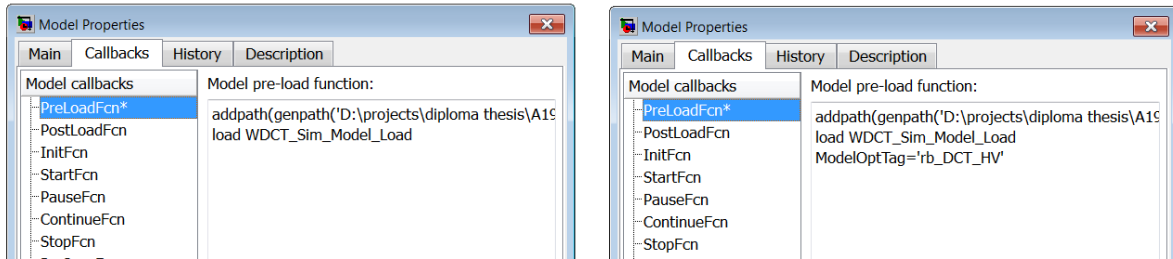 Model Properties
Main Callbacks History Description
Model callbacks
PreLoadFcn*
PostLoadFcn
InitFcn
StartFcn
PauseFcn
ContinueFcn
StopFcn
Model pre-load function:
addpath(genpath('D:\projects\diploma thesis\A19
load WDCT_Sim_Model_Load
Model Properties
Main Callbacks History Description
Model callbacks
PreLoadFcn*
PostLoadFcn
InitFcn
StartFcn
PauseFcn
ContinueFcn
StopFcn
Model pre-load function:
addpath(genpath('D:\projects\diploma thesis\A19
load WDCT_Sim_Model_Load
ModelOptTag='rb_DCT_HV'